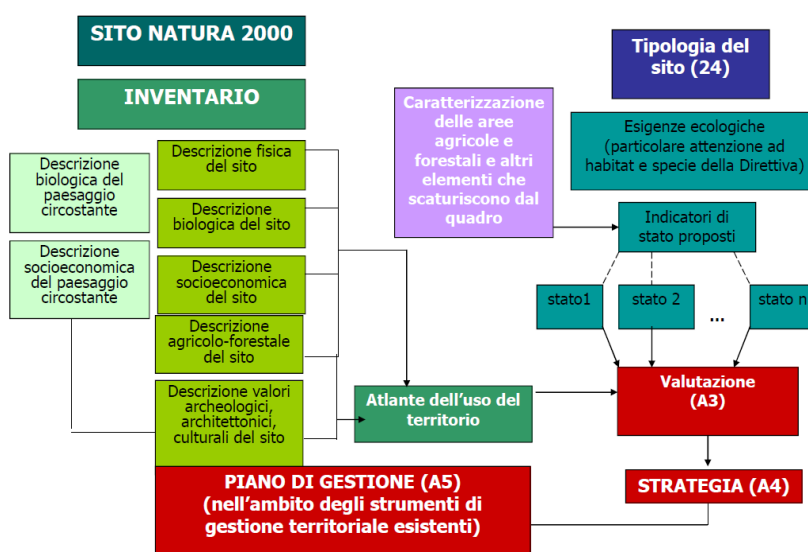 SITO NATURA 2000
INVENTARIO
Descrizione
biologica del
paesaggio
circostante
Descrizione
socioeconomica
del paesaggio
circostante
Descrizione fisica
del sito
Descrizione
biologica del sito
Descrizione
socioeconomica
del sito
Descrizione
agricolo-forestale
del sito
Descrizione valori
archeologici,
architettonici,
culturali del sito
Caratterizzazione
delle aree
agricole e
forestali e altri
elementi che
scaturiscono dal
quadro
Tipologia del
sito (24)
Esigenze ecologiche
(particolare attenzione ad
habitat e specie della Direttiva)
Indicatori di
stato proposti
stato1
stato 2
...
stato n
Atlante dell’uso del
territorio
Valutazione
(A3)
STRATEGIA (A4)
PIANO DI GESTIONE (A5)
(nell’ambito degli strumenti di
gestione territoriale esistenti)